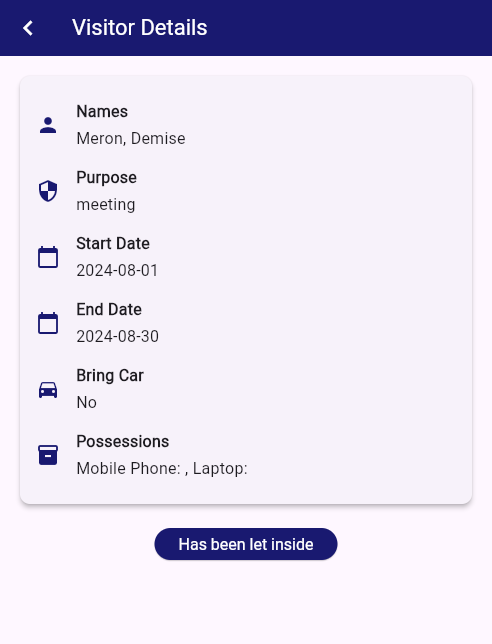 Visitor Details
Names
Meron, Demise
Purpose
meeting
Start Date
2024-08-01
End Date
2024-08-30
Bring Car
No
Possessions
Mobile Phone: , Laptop:
Has been let inside